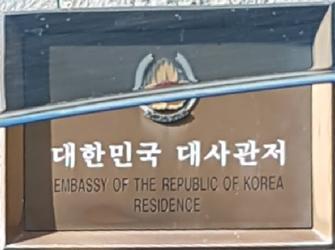 대한민국 대사관저
EMBASSY OF THE REPUBLIC OF KOREA
RESIDENCE